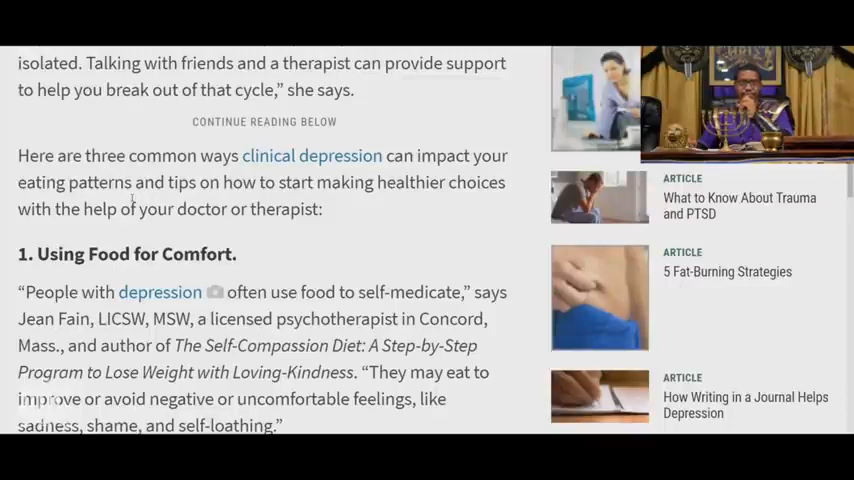 isolated. Talking with friends and a therapist can provide support
to help you break out of that cycle,” she says.
CONTINUE READING BELOW
Here are three common ways clinical depression can impact your
eating patterns and tips on how to start making healthier choices
with the help of your doctor or therapist:
1. Using Food for Comfort.
“People with depression often use food to self-medicate,” says
Jean Fain, LICSW, MSW, a licensed psychotherapist in Concord,
Mass., and author of The Self-Compassion Diet: A Step-by-Step
Program to Lose Weight with Loving-Kindness. “They may eat to
improve or avoid negative or uncomfortable feelings, like
sadness, shame, and self-loathing.”
ARTICLE
What to Know About Trauma
and PTSD
ARTICLE
5 Fat-Burning Strategies
ARTICLE
How Writing in a Journal Helps
Depression